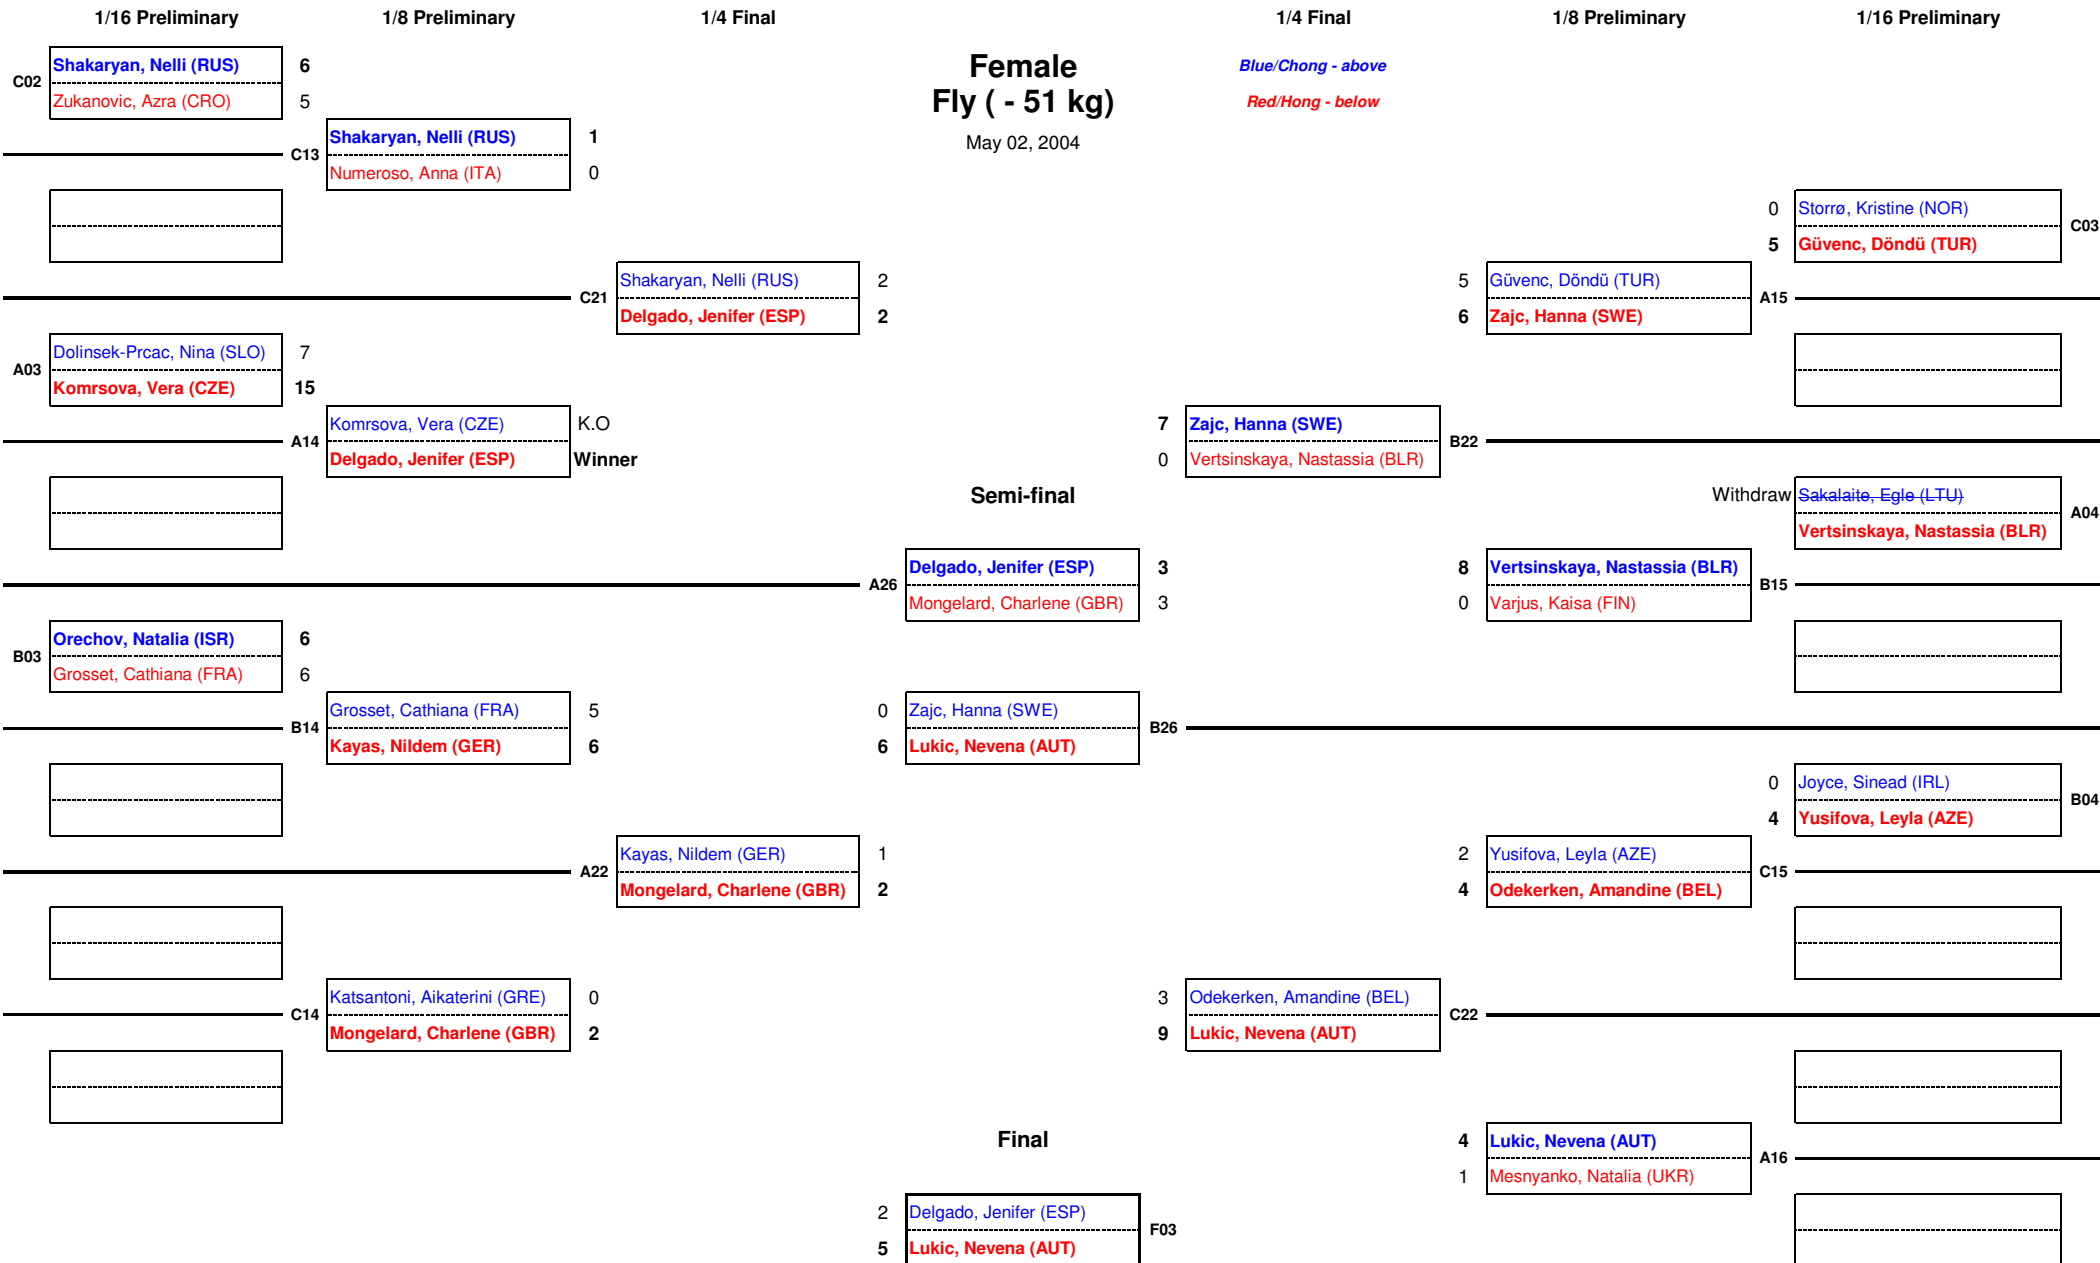 1/16 Preliminary 1/8 Preliminary 1/4 Final 1/4 Final 1/8 Preliminary 1/16 Preliminary
Female
Fly ( - 51 kg)
May 02, 2004
Blue/Chong - above
Red/Hong - below
C02
Shakaryan, Nelli (RUS) 6
Zukanovic, Azra (CRO) 5
C13
Shakaryan, Nelli (RUS) 1
Numeroso, Anna (ITA) 0
C21
Shakaryan, Nelli (RUS) 2
Delgado, Jenifer (ESP) 2
A03
Dolinsek-Prcac, Nina (SLO) 7
Komrsova, Vera (CZE) 15
A14
Komrsova, Vera (CZE) K.O
Delgado, Jenifer (ESP) Winner
B03
Orechov, Natalia (ISR) 6
Grosset, Cathiana (FRA) 6
B14
Grosset, Cathiana (FRA) 5
Kayas, Nildem (GER) 6
A22
Kayas, Nildem (GER) 1
Mongelard, Charlene (GBR) 2
C14
Katsantoni, Aikaterini (GRE) 0
Mongelard, Charlene (GBR) 2
Semi-final
A26
Delgado, Jenifer (ESP) 3
Mongelard, Charlene (GBR) 3
0 Zajc, Hanna (SWE)
6 Lukic, Nevena (AUT)
B26
Final
2 Delgado, Jenifer (ESP)
5 Lukic, Nevena (AUT)
F03
0 Storrø, Kristine (NOR)
5 Güvenc, Döndü (TUR)
C03
5 Güvenc, Döndü (TUR)
6 Zajc, Hanna (SWE)
A15
7 Zajc, Hanna (SWE)
0 Vertsinskaya, Nastassia (BLR)
B22
Withdraw Sakalaite, Egle (LTU)
Vertsinskaya, Nastassia (BLR)
A04
8 Vertsinskaya, Nastassia (BLR)
0 Varjus, Kaisa (FIN)
B15
0 Joyce, Sinead (IRL)
4 Yusifova, Leyla (AZE)
B04
2 Yusifova, Leyla (AZE)
4 Odekerken, Amandine (BEL)
C15
3 Odekerken, Amandine (BEL)
9 Lukic, Nevena (AUT)
C22
4 Lukic, Nevena (AUT)
1 Mesnyanko, Natalia (UKR)
A16